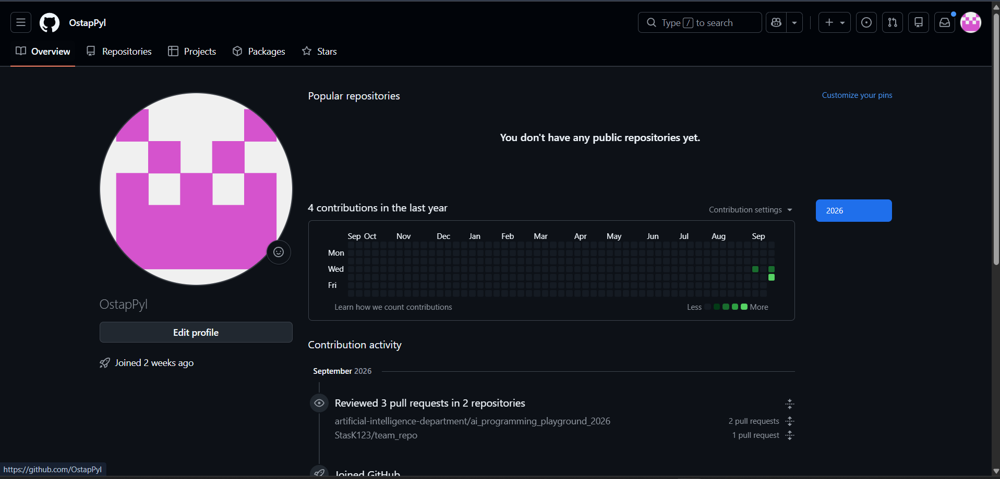 OstapPyl
Type / to search
Overview
Repositories
Projects
Packages
Stars
Popular repositories
Customize your pins
You don't have any public repositories yet.
4 contributions in the last year
Contribution settings
2026
Sep Oct Nov Dec Jan Feb Mar Apr May Jun Jul Aug Sep
Mon
Wed
Fri
Learn how we count contributions
Less
More
OstapPyl
Edit profile
Joined 2 weeks ago
Contribution activity
September 2026
Reviewed 3 pull requests in 2 repositories
artificial-intelligence-department/ai_programming_playground_2026
2 pull requests
StasK123/team_repo
1 pull request
Joined GitHub
https://github.com/OstapPyl